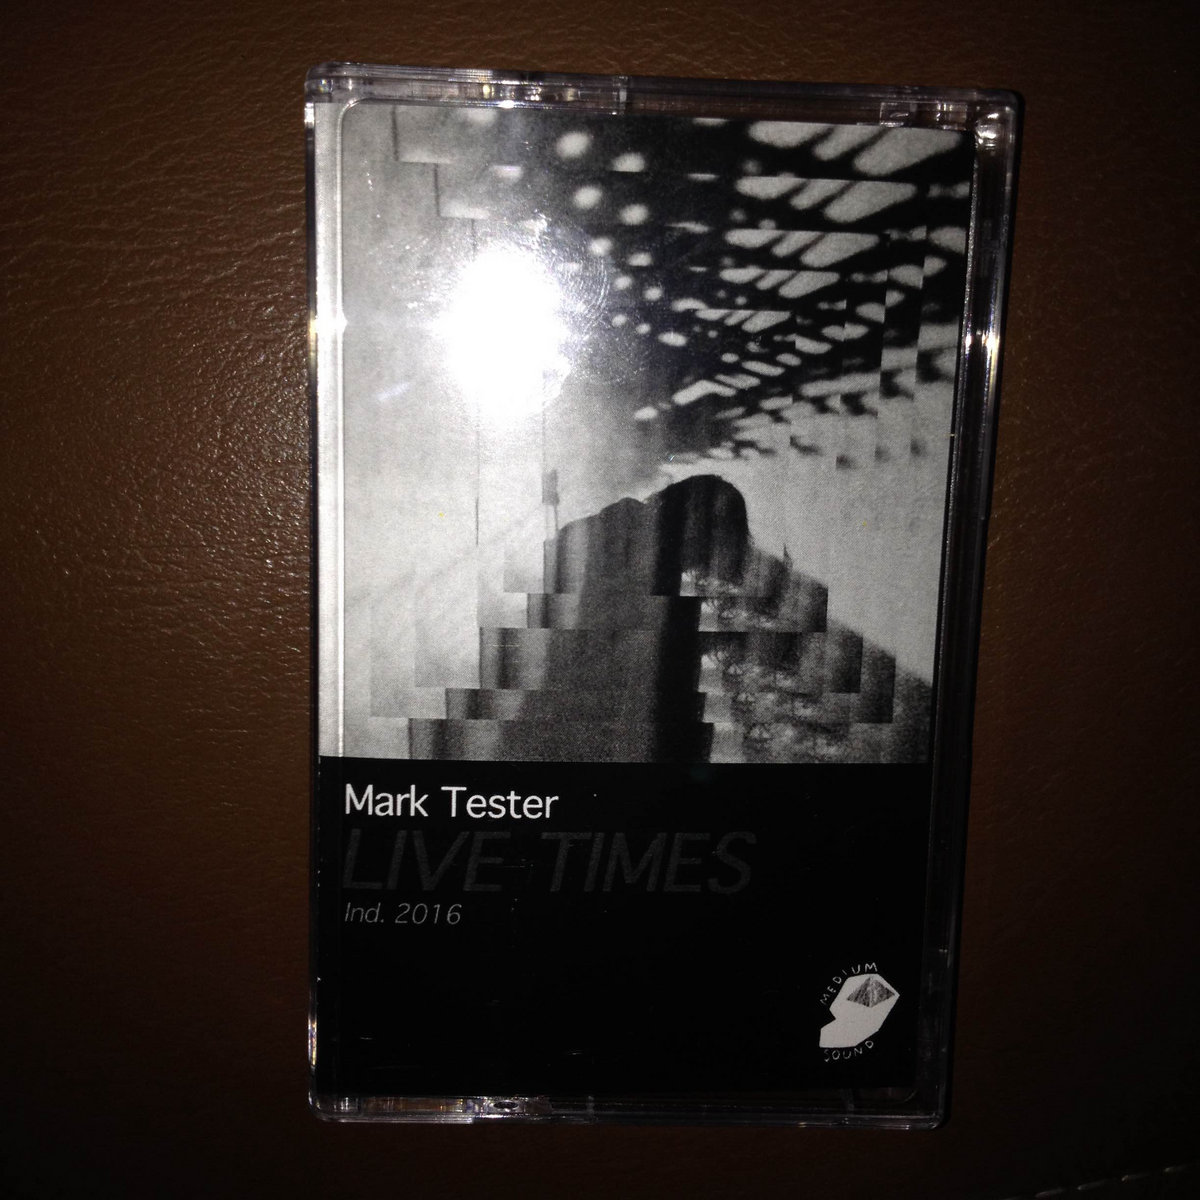 Mark Tester
LIVE TIMES
Ind. 2016
MEDIUM
SOUND